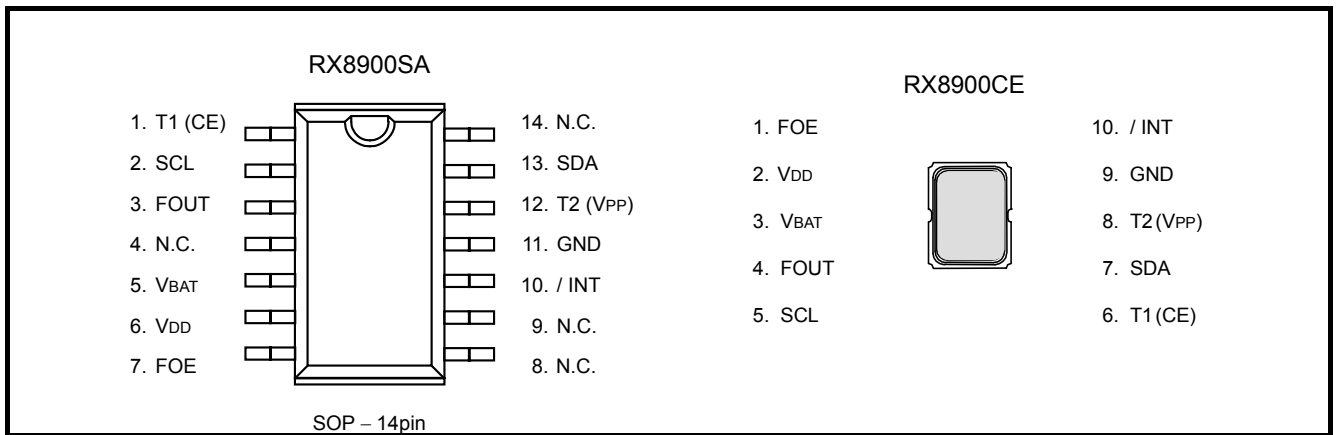 RX8900SA
1. T1 (CE)
2. SCL
3. FOUT
4. N.C.
5. VBAT
6. VDD
7. FOE
14. N.C.
13. SDA
12. T2 (VPP)
11. GND
10. / INT
9. N.C.
8. N.C.
SOP – 14pin
RX8900CE
1. FOE
2. VDD
3. VBAT
4. FOUT
5. SCL
10. / INT
9. GND
8. T2 (VPP)
7. SDA
6. T1 (CE)